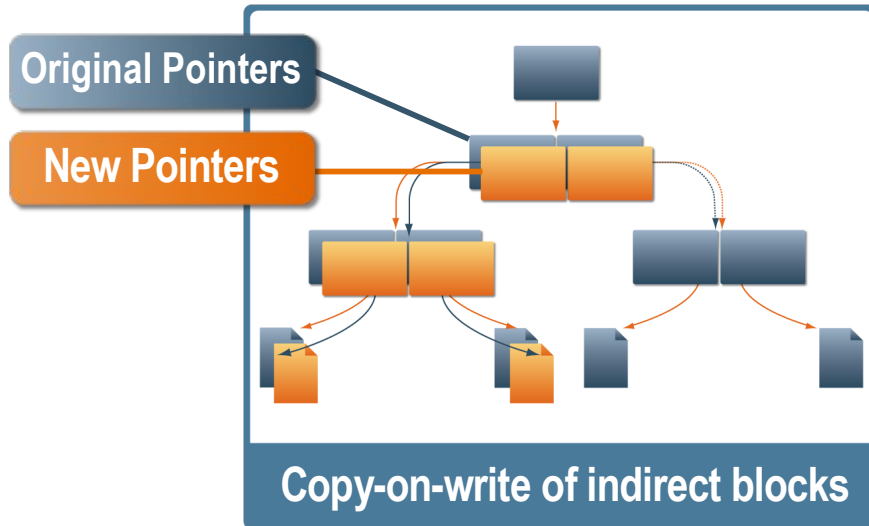 Original Pointers
New Pointers
Copy-on-write of indirect blocks